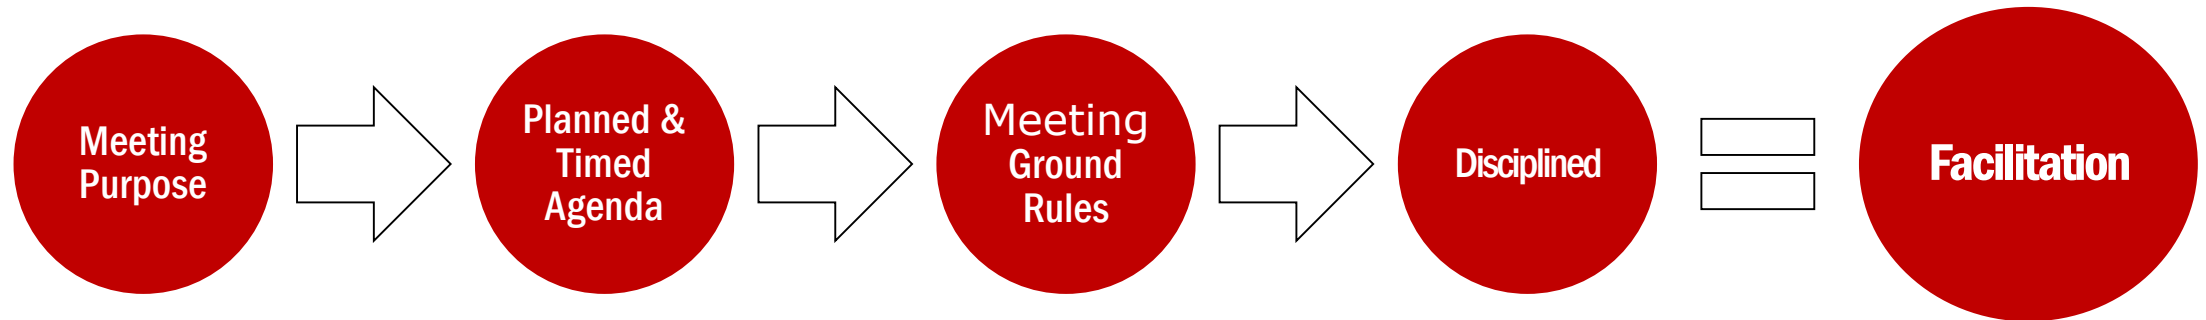 Meeting
Purpose
Planned &
Timed
Agenda
Meeting
Ground
Rules
Disciplined
Facilitation